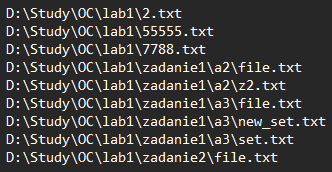 D:\Study\OC\lab1\2.txt
D:\Study\OC\lab1\55555.txt
D:\Study\OC\lab1\7788.txt
D:\Study\OC\lab1\zadanie1\a2\file.txt
D:\Study\OC\lab1\zadanie1\a2\z2.txt
D:\Study\OC\lab1\zadanie1\a3\file.txt
D:\Study\OC\lab1\zadanie1\a3\new_set.txt
D:\Study\OC\lab1\zadanie1\a3\set.txt
D:\Study\OC\lab1\zadanie2\file.txt